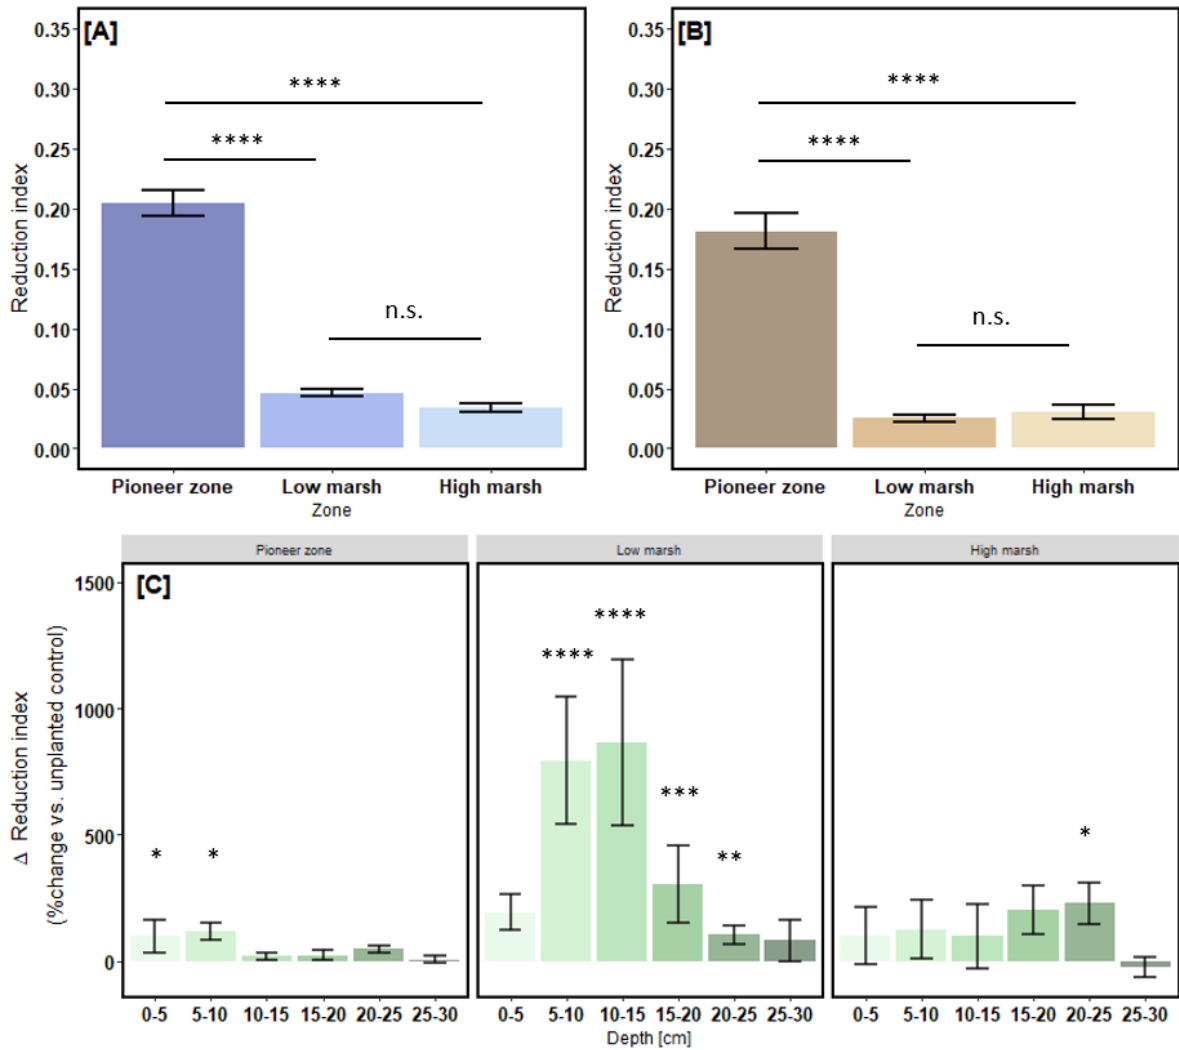 [A]
0.35
0.30
0.25
0.20
0.15
0.10
0.05
0.00
Reduction index
****
****
n.s.
Pioneer zone Low marsh High marsh
Zone
[B]
0.35
0.30
0.25
0.20
0.15
0.10
0.05
0.00
Reduction index
****
****
n.s.
Pioneer zone Low marsh High marsh
Zone
Pioneer zone Low marsh High marsh
[C]
1500
1000
500
0
Δ Reduction index
(%change vs. unplanted control)
* *
**** **** *** **
*
0-5 5-10 10-15 15-20 20-25 25-30 0-5 5-10 10-15 15-20 20-25 25-30 0-5 5-10 10-15 15-20 20-25 25-30
Depth [cm]